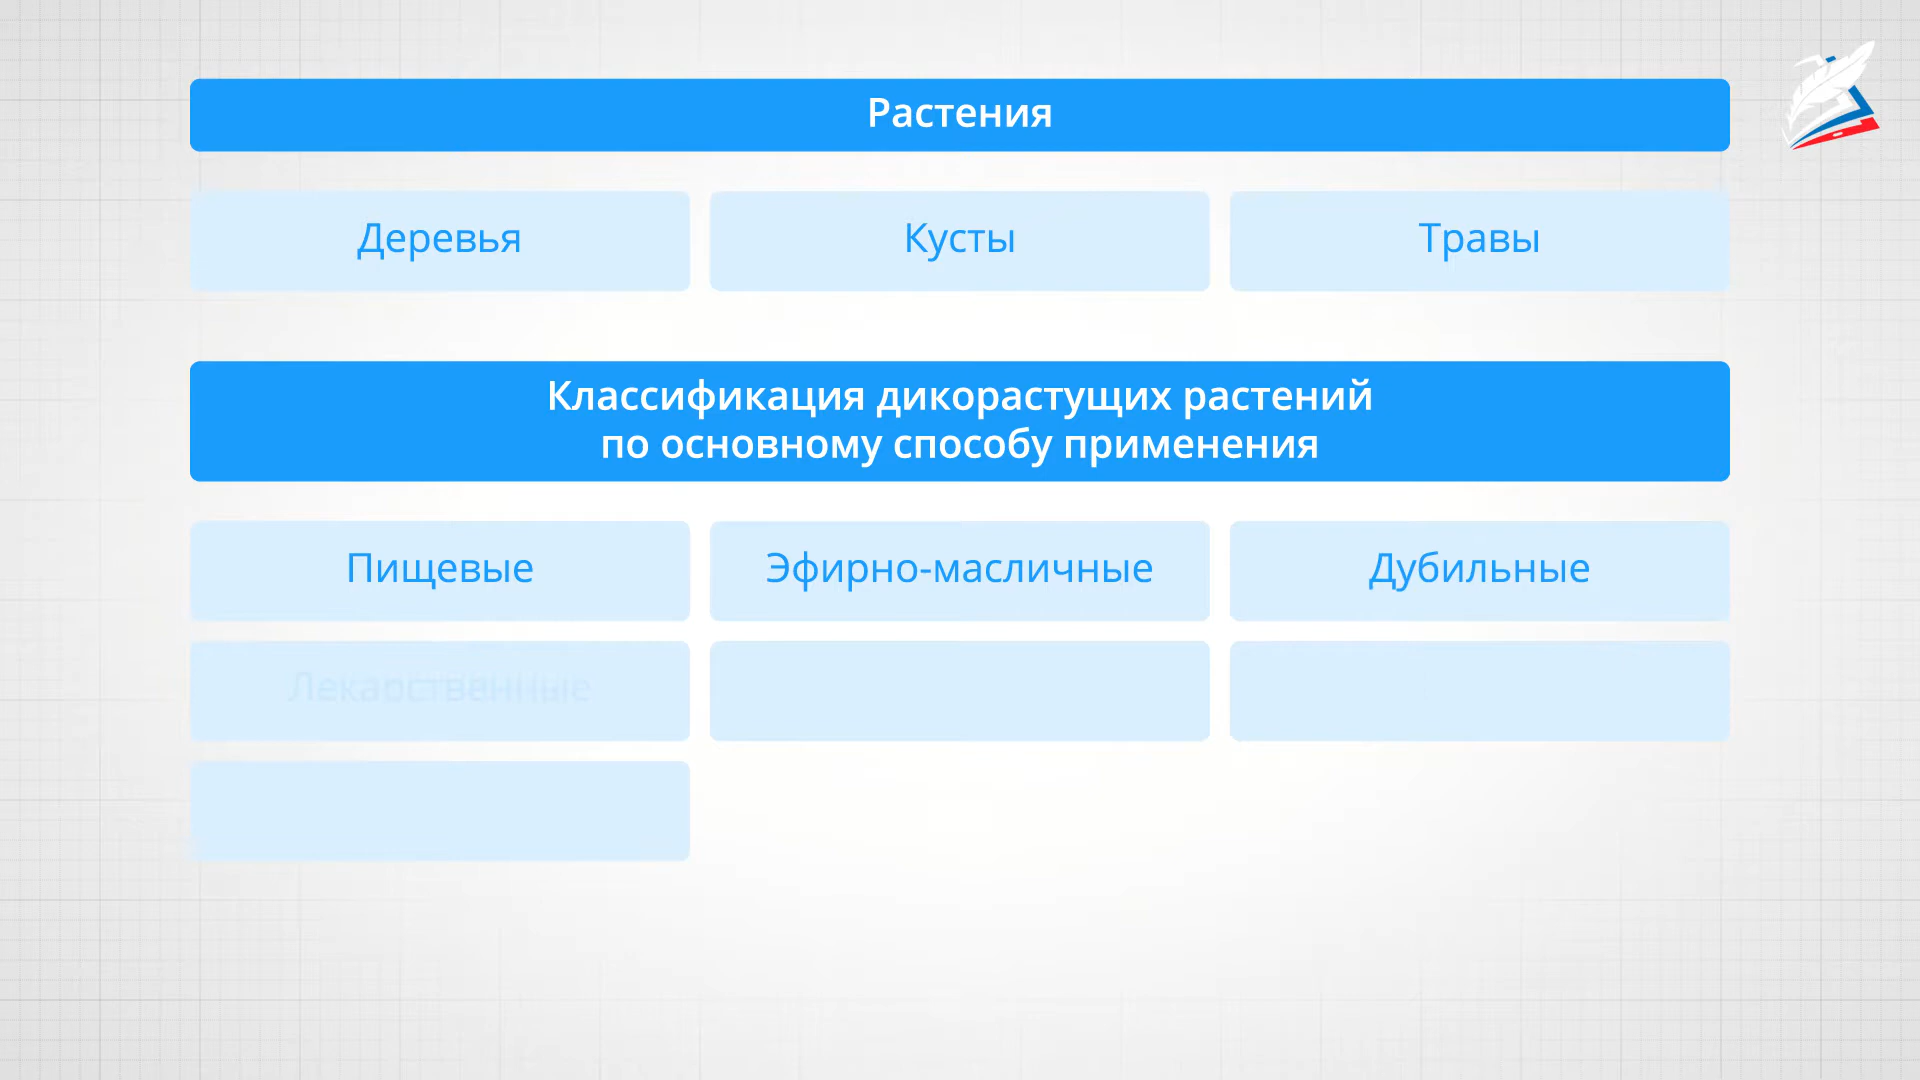 Растения
Деревья
Кусты
Травы
Классификация дикорастущих растений
по основному способу применения
Пищевые
Эфирно-масличные
Дубильные
Лекарственные